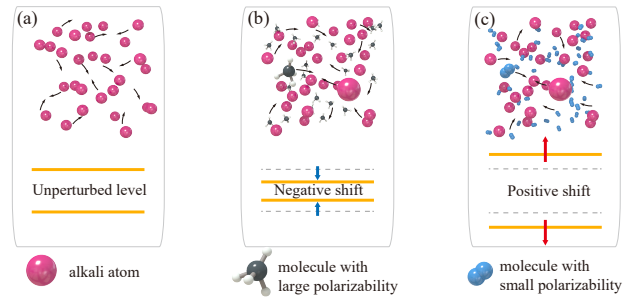 (a)
(b)
(c)
Unperturbed level
Negative shift
Positive shift
alkali atom
molecule with
large polarizability
molecule with
small polarizability